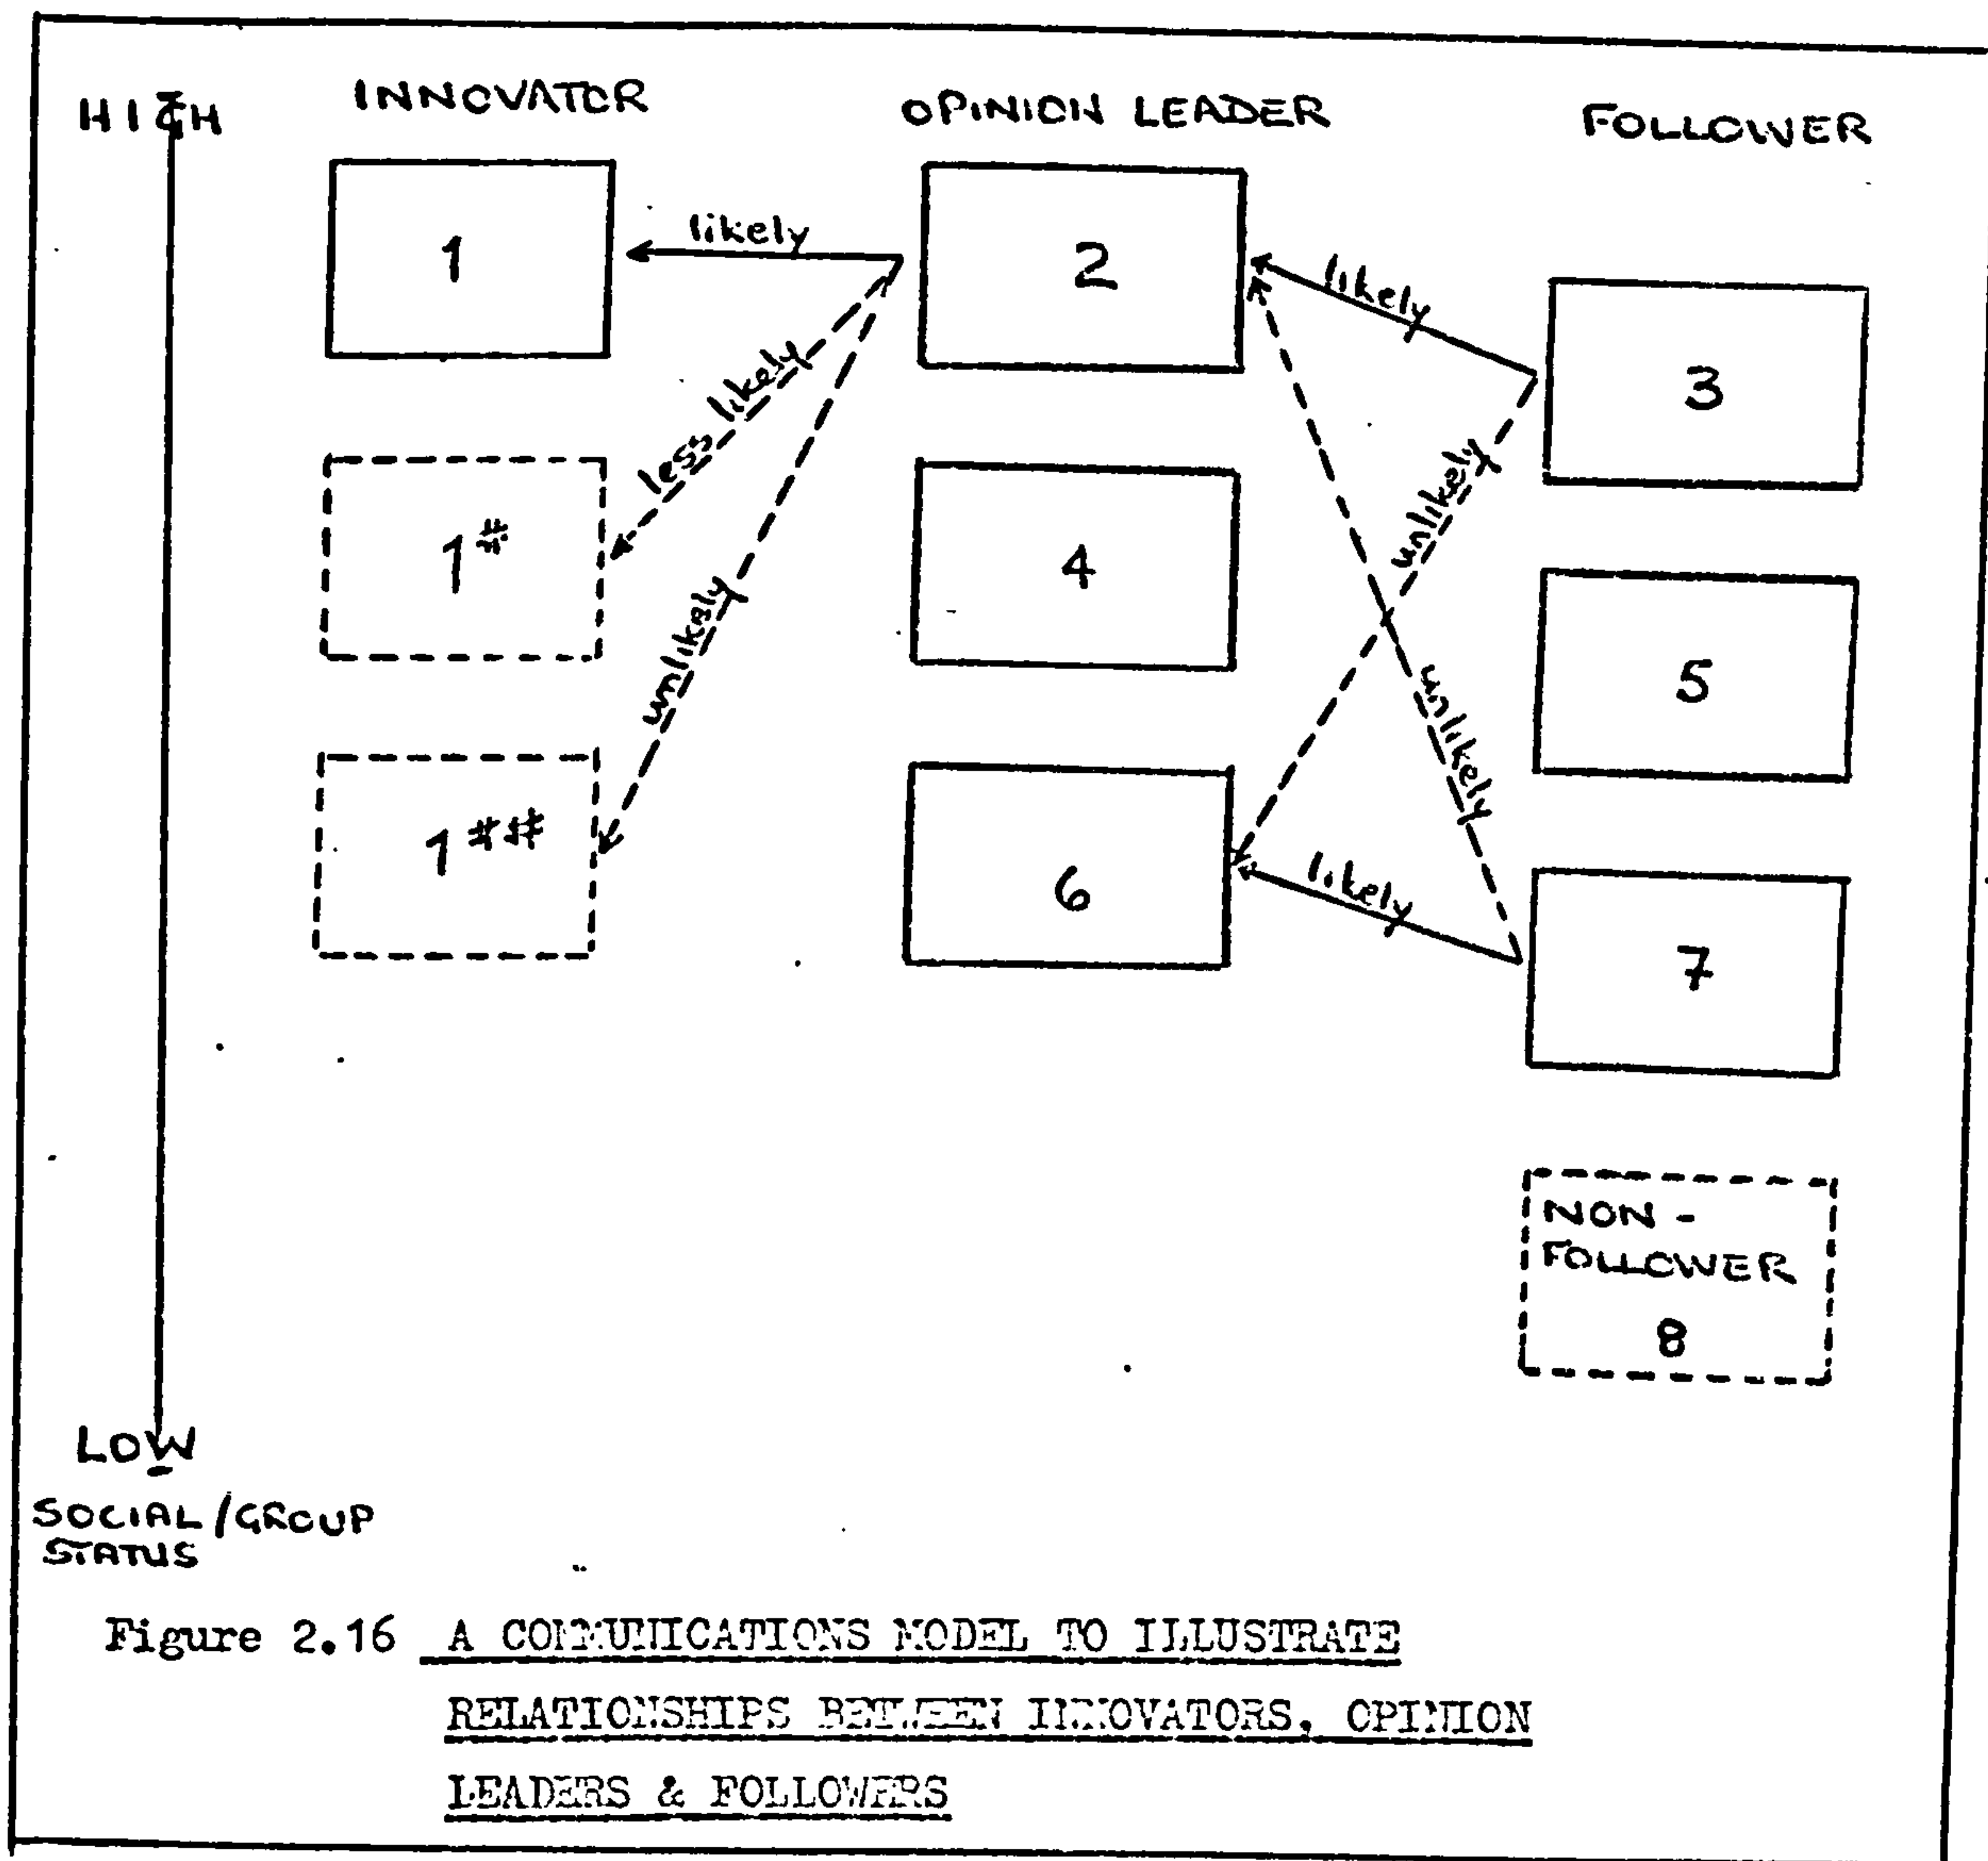 HIGH
INNOVATOR
OPINION LEADER
FOLLOWER
1
likely
2
likely
3
less likely
1#
4
unlikely
unlikely
5
unlikely
1##
6
likely
7
NON-
FOLLOWER
8
LOW
SOCIAL/GROUP
STATUS
Figure 2.16 A COMMUNICATIONS MODEL TO ILLUSTRATE
RELATIONSHIPS BETWEEN INNOVATORS, OPINION
LEADERS & FOLLOWERS